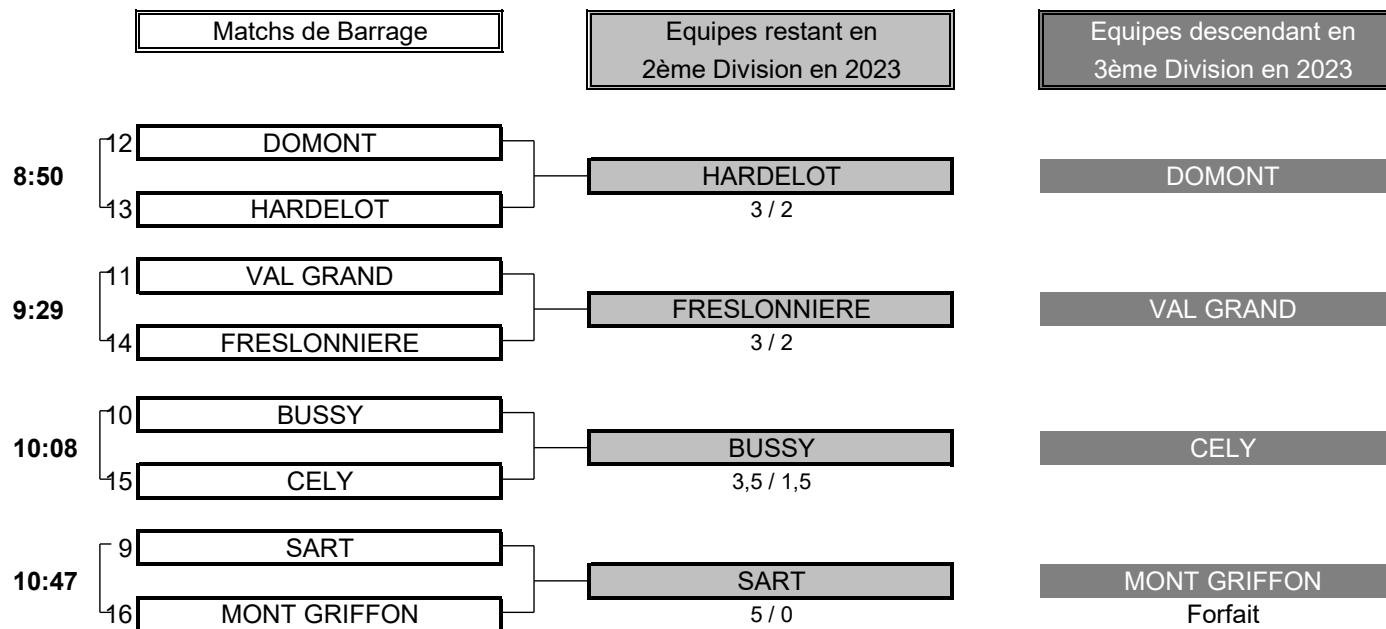 Matchs de Barrage
Equipes restant en
2ème Division en 2023
Equipes descendant en
3ème Division en 2023
12 DOMONT
8:50 HARDELOT DOMONT
13 HARDELOT 3 / 2
11 VAL GRAND
9:29 FRESLONNIERE VAL GRAND
14 FRESLONNIERE 3 / 2
10 BUSSY
10:08 BUSSY CELY
15 CELY 3,5 / 1,5
9 SART
10:47 SART MONT GRIFFON
16 MONT GRIFFON 5 / 0 Forfait